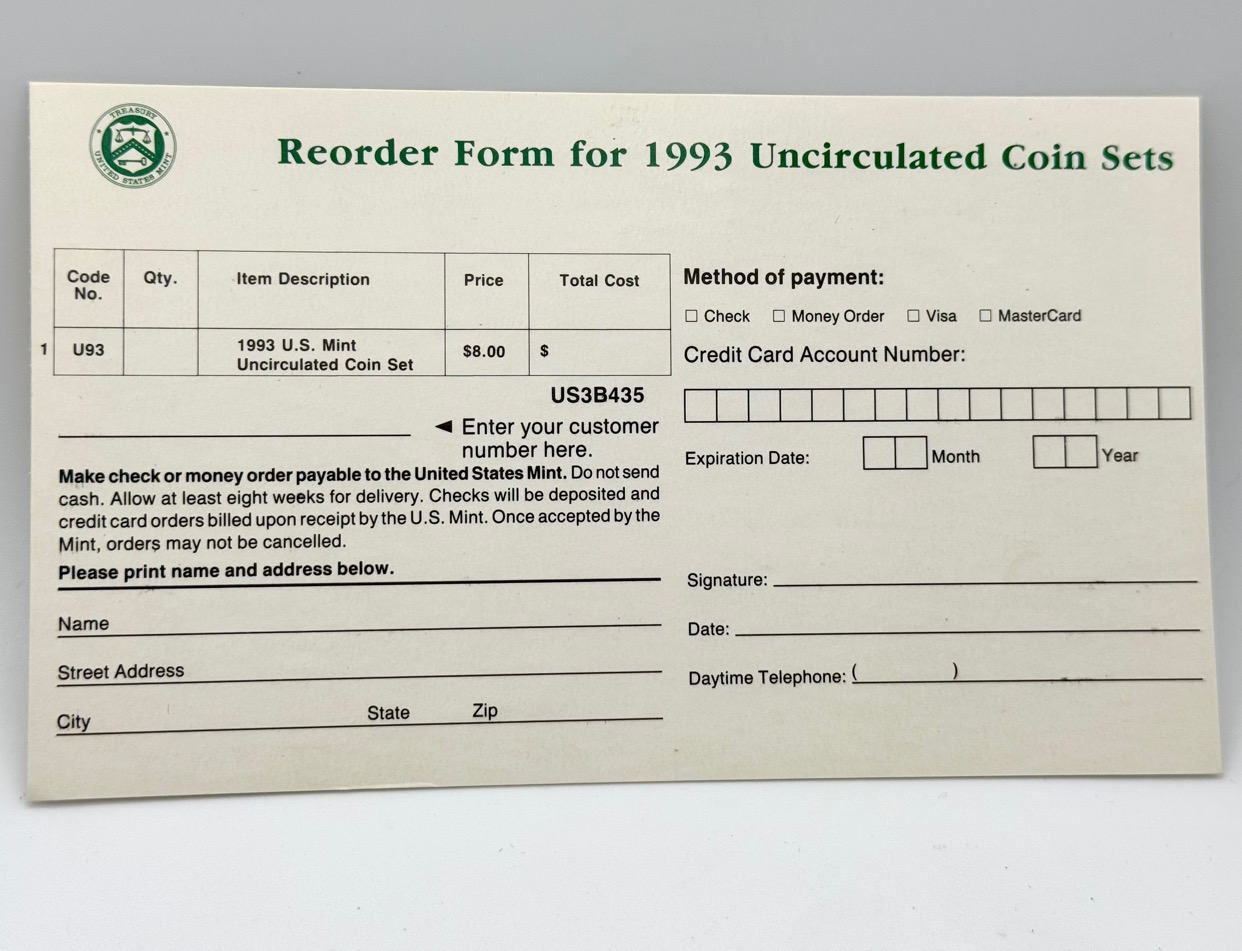 TREASURY
UNITED STATES MINT
Reorder Form for 1993 Uncirculated Coin Sets
Code No.
Qty.
Item Description
Price
Total Cost
1
U93
1993 U.S. Mint
Uncirculated Coin Set
$8.00
$
US3B435
◄ Enter your customer
number here.
Make check or money order payable to the United States Mint. Do not send
cash. Allow at least eight weeks for delivery. Checks will be deposited and
credit card orders billed upon receipt by the U.S. Mint. Once accepted by the
Mint, orders may not be cancelled.
Please print name and address below.
Name
Street Address
City State Zip
Method of payment:
☐ Check ☐ Money Order ☐ Visa ☐ MasterCard
Credit Card Account Number:
Expiration Date: Month Year
Signature:
Date:
Daytime Telephone: ( )